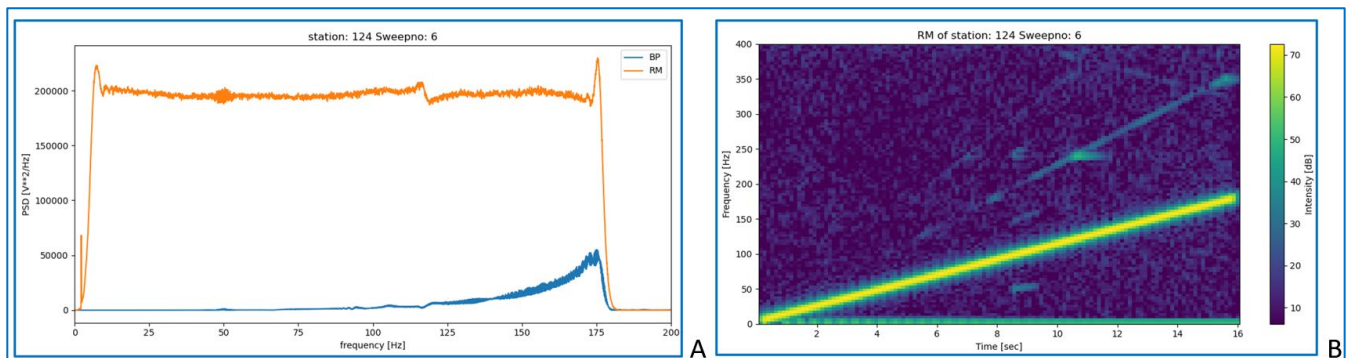 station: 124 Sweepno: 6
BP
RM
PSD [V**2/Hz]
200000
150000
100000
50000
0
0 25 50 75 100 125 150 175 200
frequency [Hz]
A
RM of station: 124 Sweepno: 6
Frequency [Hz]
400
350
300
250
200
150
100
50
0
2 4 6 8 10 12 14 16
Time [sec]
70
60
50
40
30
20
10
Intensity [dB]
B